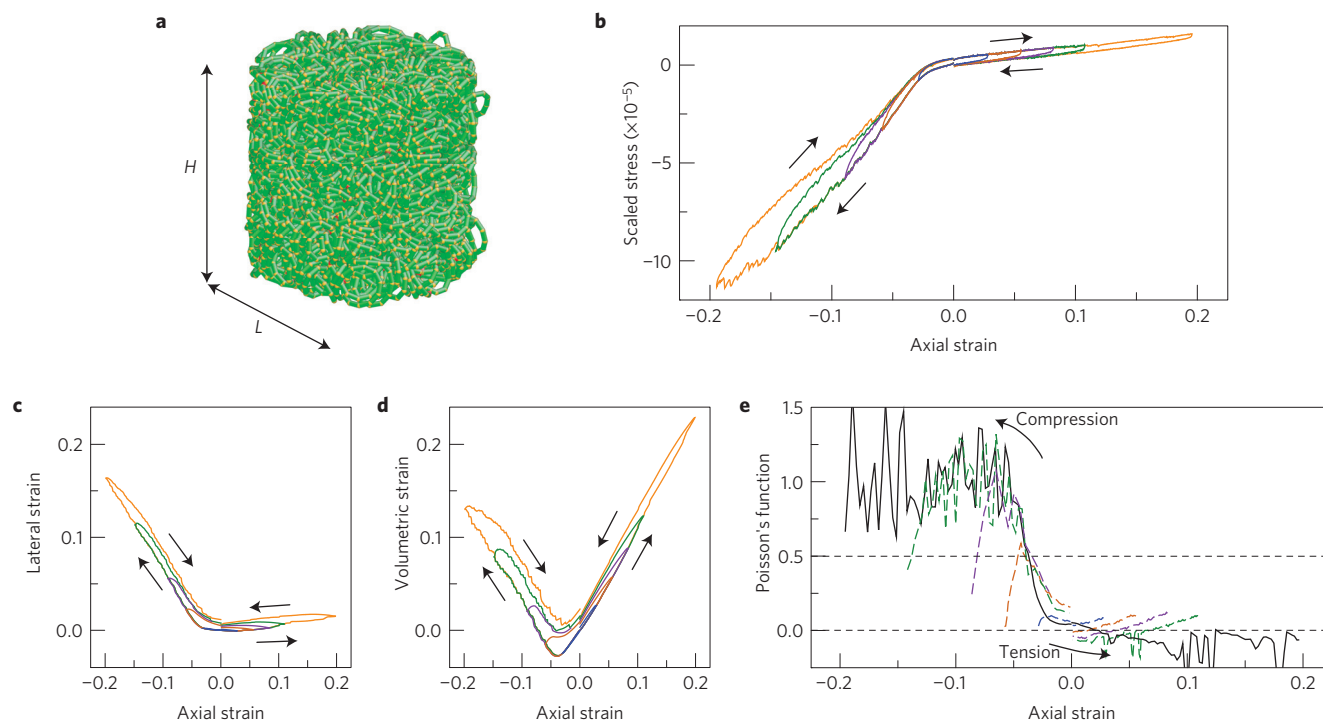 a
H
L
b
Scaled stress (×10⁻⁵)
0
−5
−10
−0.2 −0.1 0.0 0.1 0.2
Axial strain
c
Lateral strain
0.2
0.1
0.0
−0.2 −0.1 0.0 0.1 0.2
Axial strain
d
Volumetric strain
0.2
0.1
0.0
−0.2 −0.1 0.0 0.1 0.2
Axial strain
e
Poisson's function
1.5
1.0
0.5
0.0
Compression
Tension
−0.2 −0.1 0.0 0.1 0.2
Axial strain